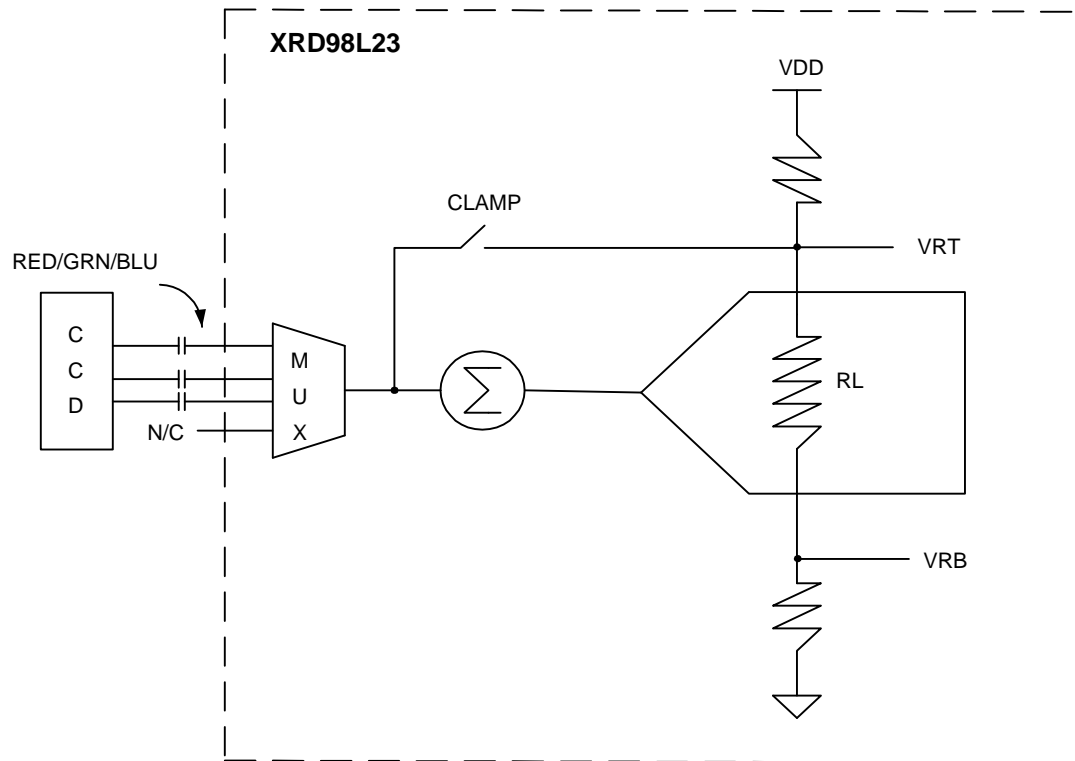 XRD98L23
VDD
CLAMP
VRT
RED/GRN/BLU
C
C
D
M
U
X
N/C
Σ
RL
VRB